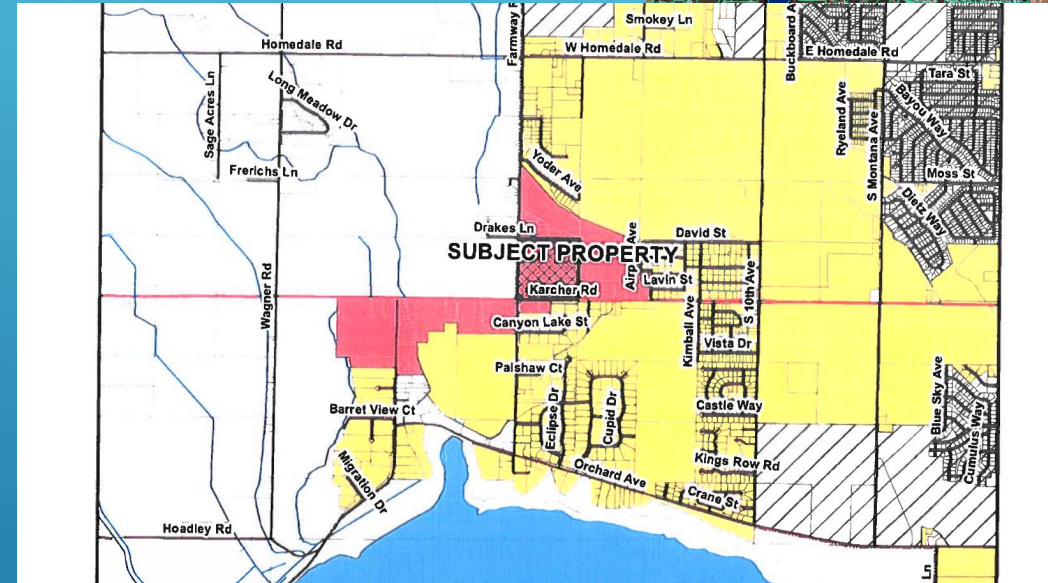 Smokey Ln
Homedale Rd
W Homedale Rd
E Homedale Rd
Farmway
Buckboard
Tara St
Sage Acres Ln
Long Meadow Dr
Ryeland Ave
S Montana Ave
Bayou Way
Frerichs Ln
Yoder Ave
Moss St
Dietz Way
Drakes Ln
David St
SUBJECT PROPERTY
Ave
Lavin St
Karcher Rd
Wagner Rd
Kimball Ave
S 10th Ave
Canyon Lake St
Vista Dr
Palshaw Ct
Blue Sky Ave
Cumulus Way
Eclipse Dr
Cupid Dr
Castle Way
Barret View Ct
Kings Row Rd
Migration Dr
Orchard Ave
Crane St
Hoadley Rd
Ln